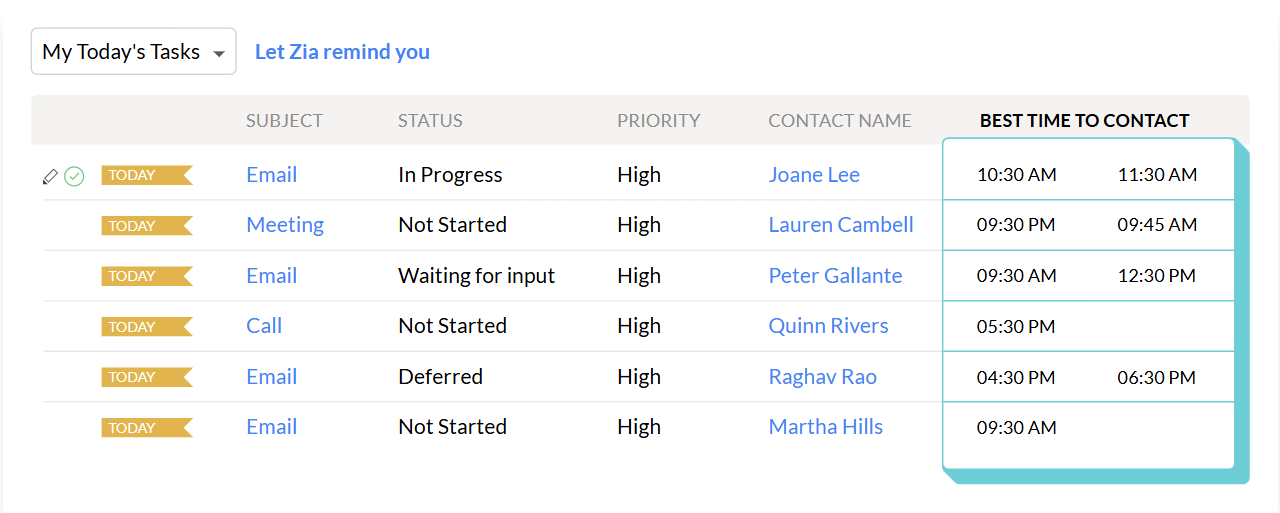 My Today's Tasks Let Zia remind you
SUBJECT STATUS PRIORITY CONTACT NAME BEST TIME TO CONTACT
TODAY Email In Progress High Joane Lee 10:30 AM 11:30 AM
TODAY Meeting Not Started High Lauren Cambell 09:30 PM 09:45 AM
TODAY Email Waiting for input High Peter Gallante 09:30 AM 12:30 PM
TODAY Call Not Started High Quinn Rivers 05:30 PM
TODAY Email Deferred High Raghav Rao 04:30 PM 06:30 PM
TODAY Email Not Started High Martha Hills 09:30 AM